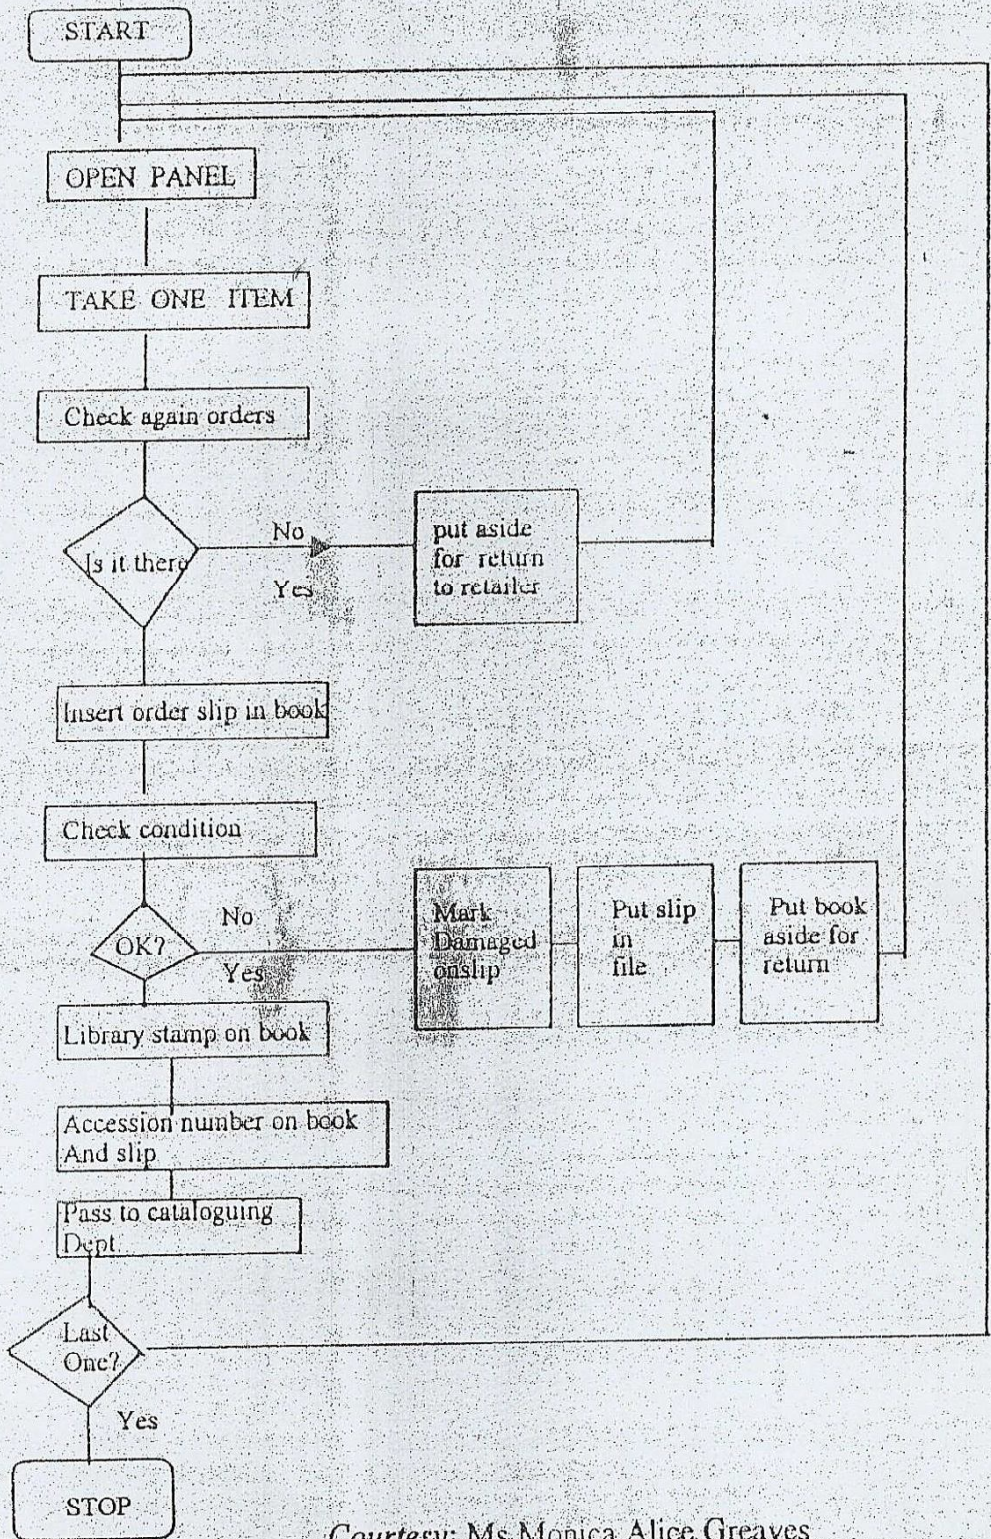 START
OPEN PANEL
TAKE ONE ITEM
Check again orders
Is it there
No
Yes
put aside
for return
to retailer
Insert order slip in book
Check condition
OK?
No
Yes
Mark
Damaged
onslip
Put slip
in
file
Put book
aside for
return
Library stamp on book
Accession number on book
And slip
Pass to cataloguing
Dept
Last
One?
Yes
STOP
Courtesy: Ms Monica Alice Greaves